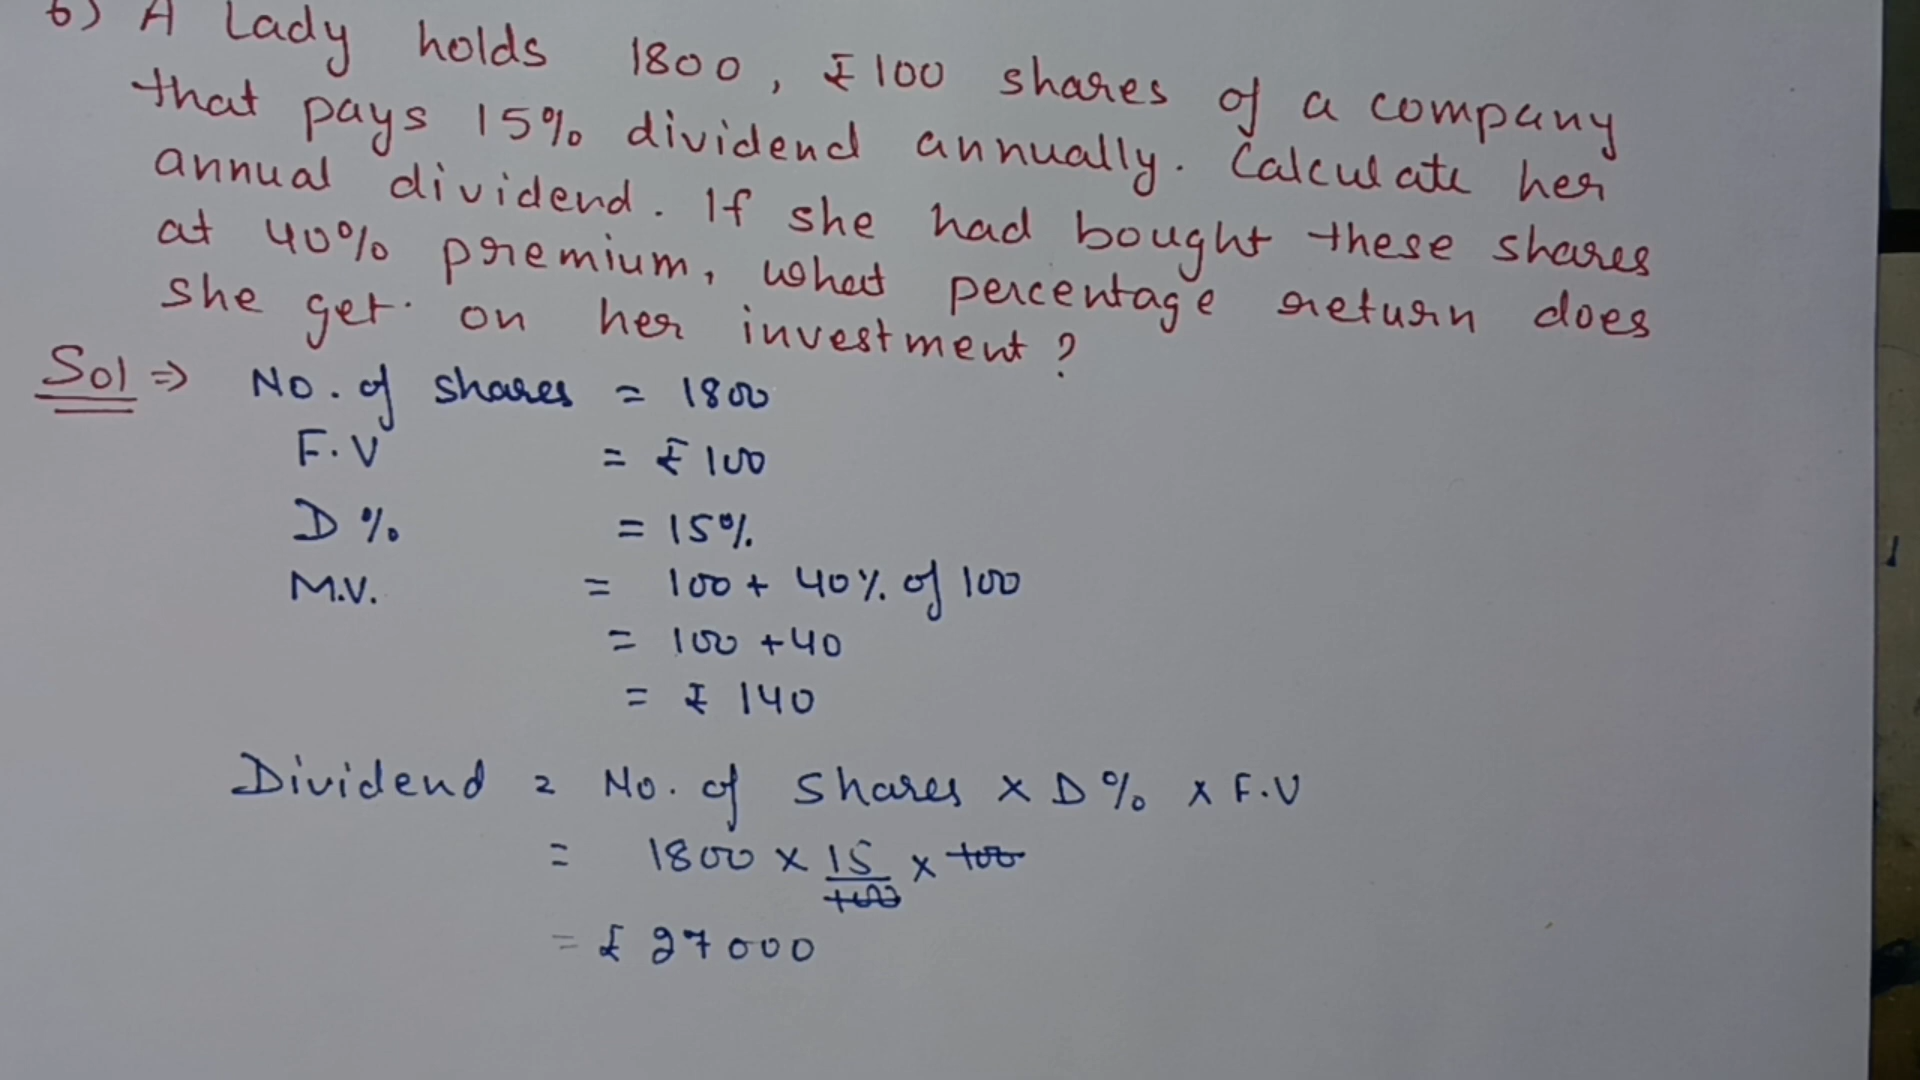 6) A Lady holds 1800, ₹100 shares of a company
that pays 15% dividend annually. Calculate her
annual dividend. If she had bought these shares
at 40% premium, what percentage return does
she get on her investment?
Sol ⇒ No. of shares = 1800
F.V = ₹100
D% = 15%
M.V. = 100 + 40% of 100
= 100 + 40
= ₹ 140
Dividend = No. of shares × D% × F.V
= 1800 × 15/100 × 100
= ₹ 27000